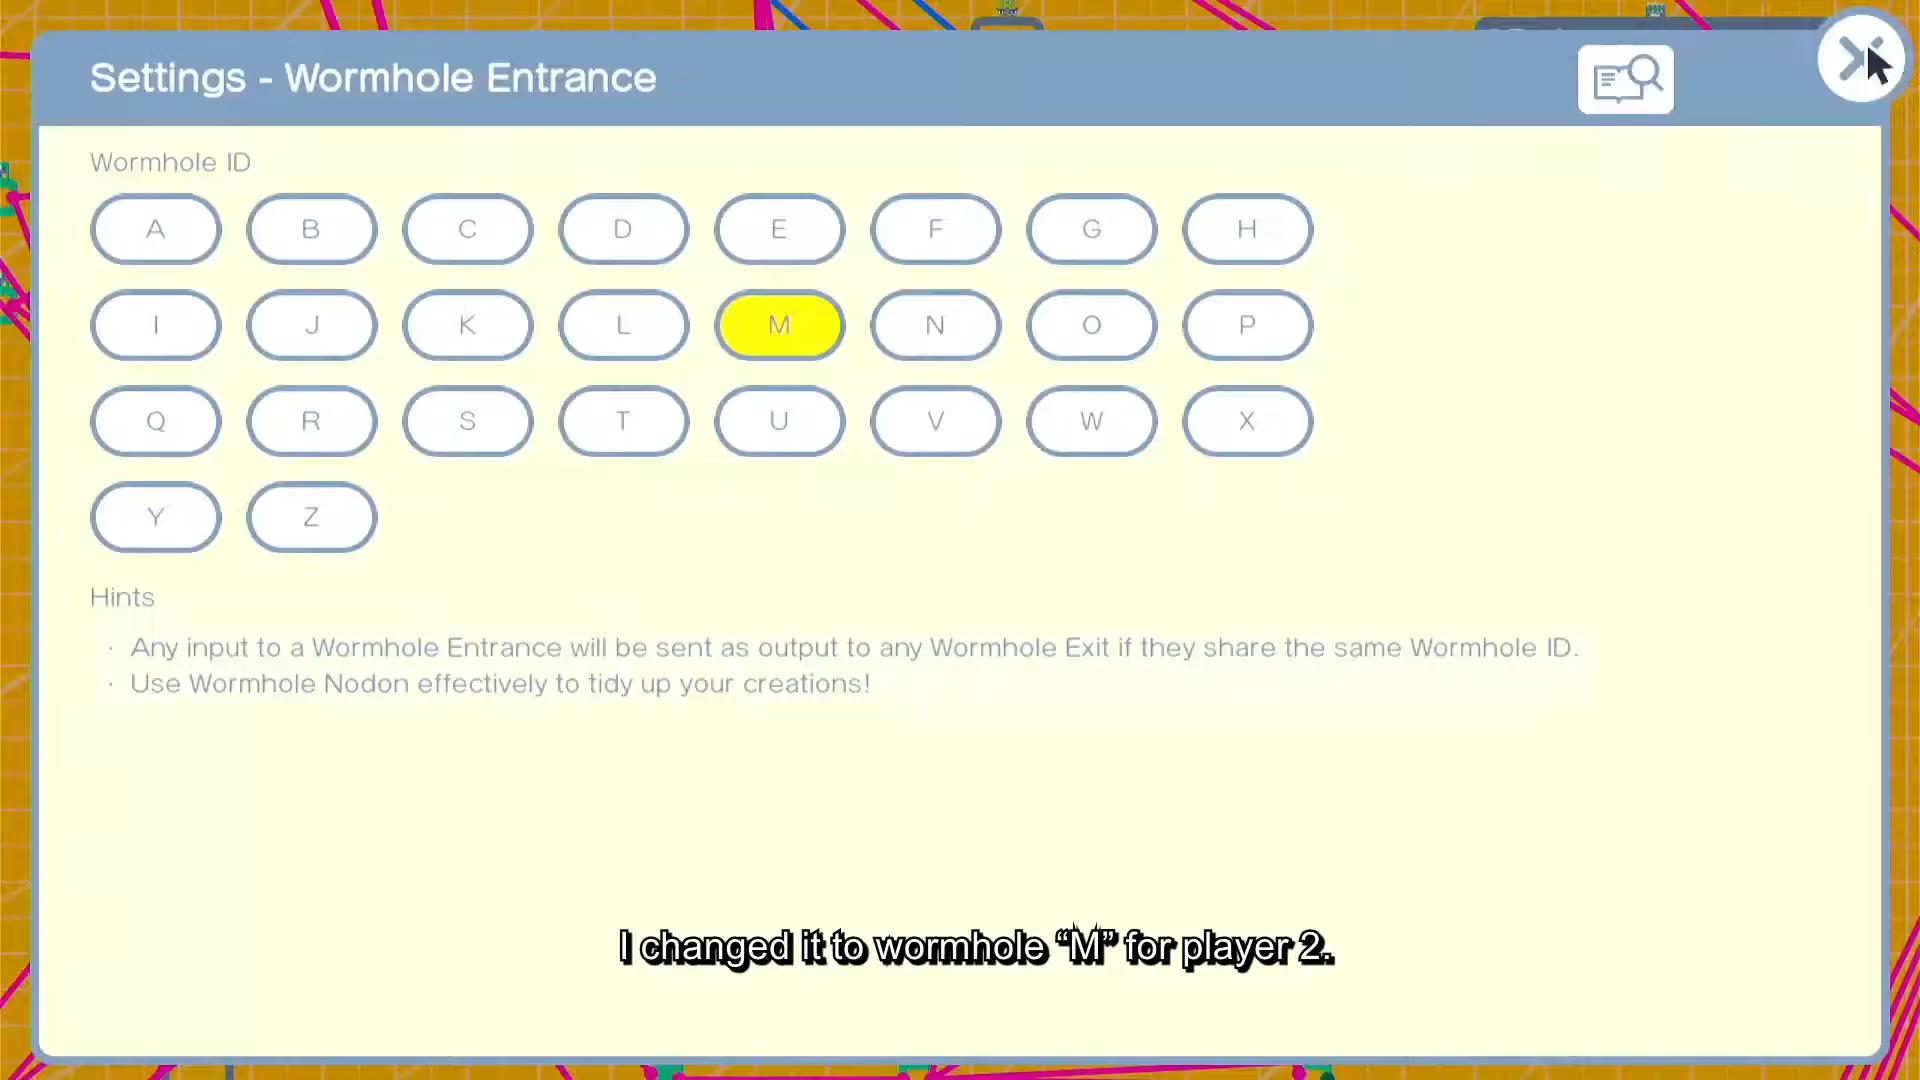 Settings - Wormhole Entrance
Wormhole ID
A B C D E F G H
I J K L M N O P
Q R S T U V W X
Y Z
Hints
· Any input to a Wormhole Entrance will be sent as output to any Wormhole Exit if they share the same Wormhole ID.
· Use Wormhole Nodon effectively to tidy up your creations!
I changed it to wormhole “M” for player 2.